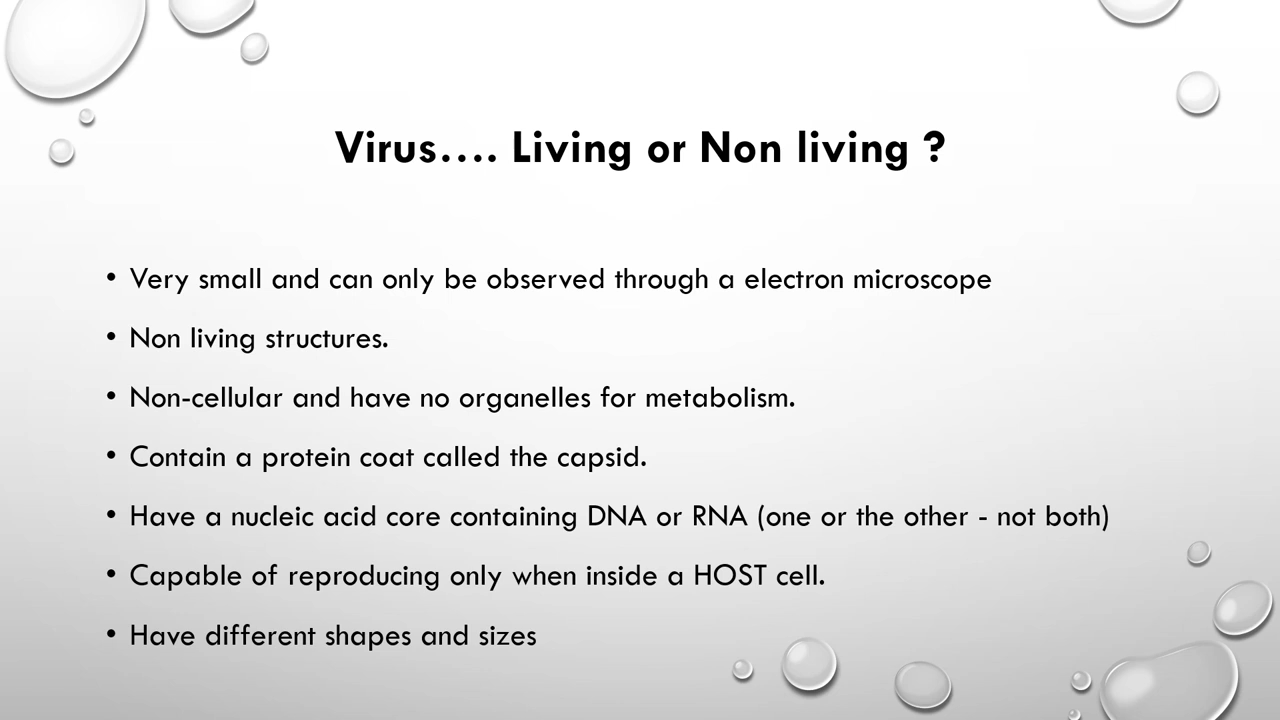 Virus.... Living or Non living ?
• Very small and can only be observed through a electron microscope
• Non living structures.
• Non-cellular and have no organelles for metabolism.
• Contain a protein coat called the capsid.
• Have a nucleic acid core containing DNA or RNA (one or the other - not both)
• Capable of reproducing only when inside a HOST cell.
• Have different shapes and sizes